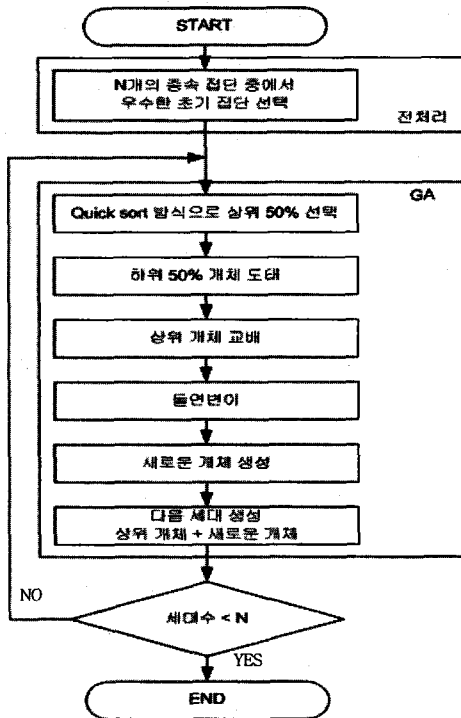 START
N개의 종속 집단 중에서
우수한 초기 집단 선택
전처리
GA
Quick sort 방식으로 상위 50% 선택
하위 50% 개체 도태
상위 개체 교배
돌연변이
새로운 개체 생성
다음 세대 생성
상위 개체 + 새로운 개체
NO
세대수 < N
YES
END